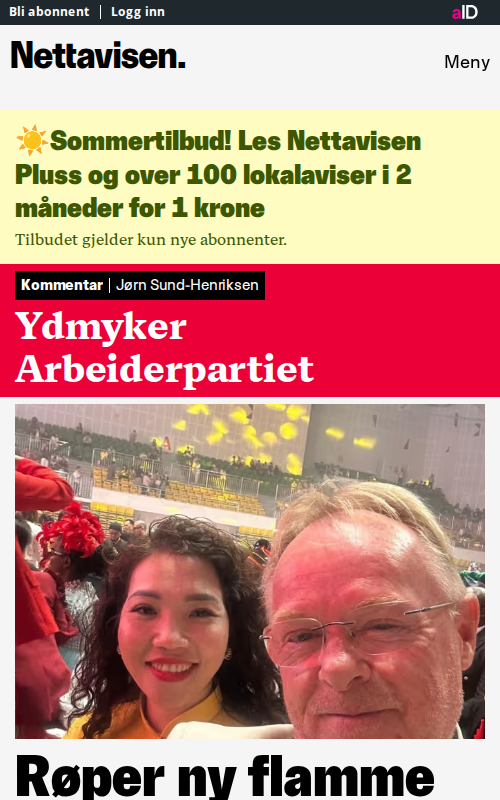 Bli abonnent | Logg inn
aID
Nettavisen.
Meny
☀️Sommertilbud! Les Nettavisen
Pluss og over 100 lokalaviser i 2
måneder for 1 krone
Tilbudet gjelder kun nye abonnenter.
Kommentar | Jørn Sund-Henriksen
Ydmyker
Arbeiderpartiet
Røper ny flamme